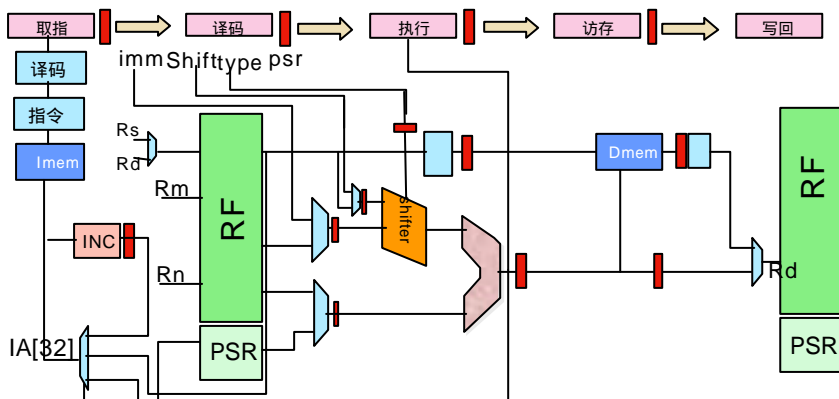 取指
译码
执行
访存
写回
imm Shift type psr
译码
指令
Rs
Rd
Imem
Dmem
Rm
RF
RF
shifter
INC
Rn
Rd
IA[32]
PSR
PSR